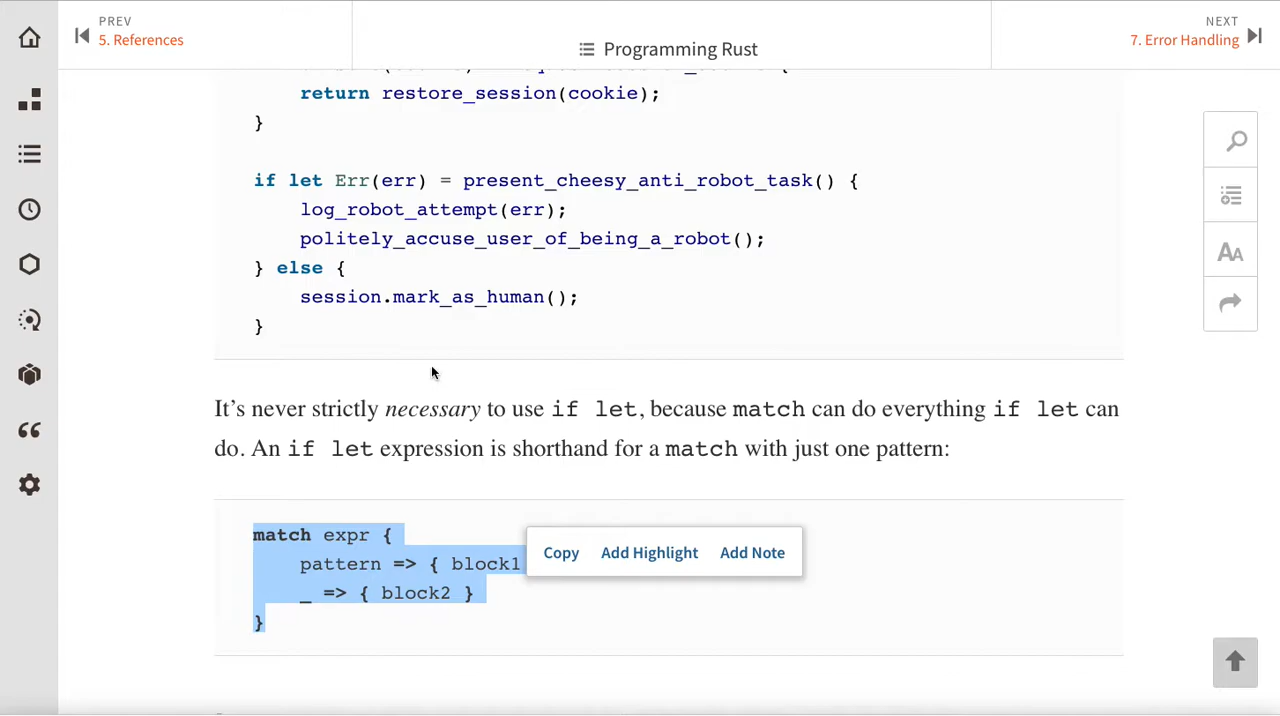 PREV
5. References
Programming Rust
NEXT
7. Error Handling
return restore_session(cookie);
}
if let Err(err) = present_cheesy_anti_robot_task() {
log_robot_attempt(err);
politely_accuse_user_of_being_a_robot();
} else {
session.mark_as_human();
}
It’s never strictly necessary to use if let, because match can do everything if let can
do. An if let expression is shorthand for a match with just one pattern:
match expr {
pattern => { block1
_ => { block2 }
}
Copy Add Highlight Add Note
AA